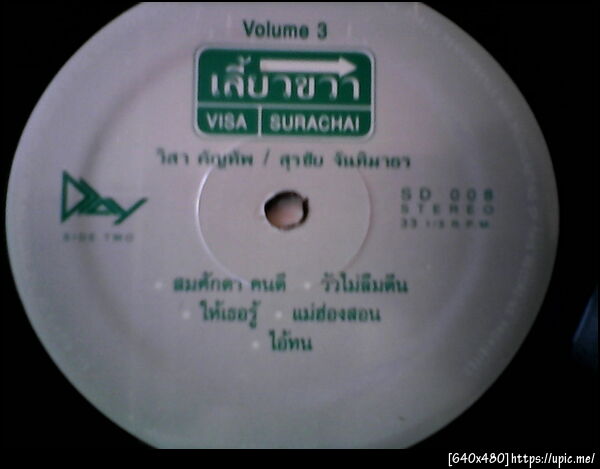 Volume 3
เลี้ยวขวา
VISA SURACHAI
วิสา คัญทัพ / สุรชัย จันทิมาธร
Play
SD 008
STEREO
33 1/3 R.P.M.
SIDE TWO
• สมศักดา คนดี • วัวไม่ลืมตีน
• ให้เธอรู้ • แม่ฮ่องสอน
• ไอ้ทน
[640x480] https://upic.me/